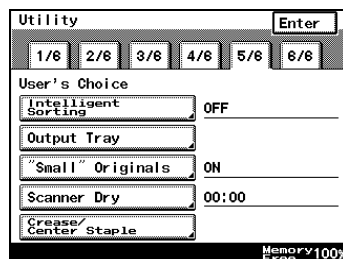 Utility
Enter
1/6 2/6 3/6 4/6 5/6 6/6
User's Choice
Intelligent
Sorting
OFF
Output Tray
"Small" Originals
ON
Scanner Dry
00:00
Crease/
Center Staple
Memory 100%
Free